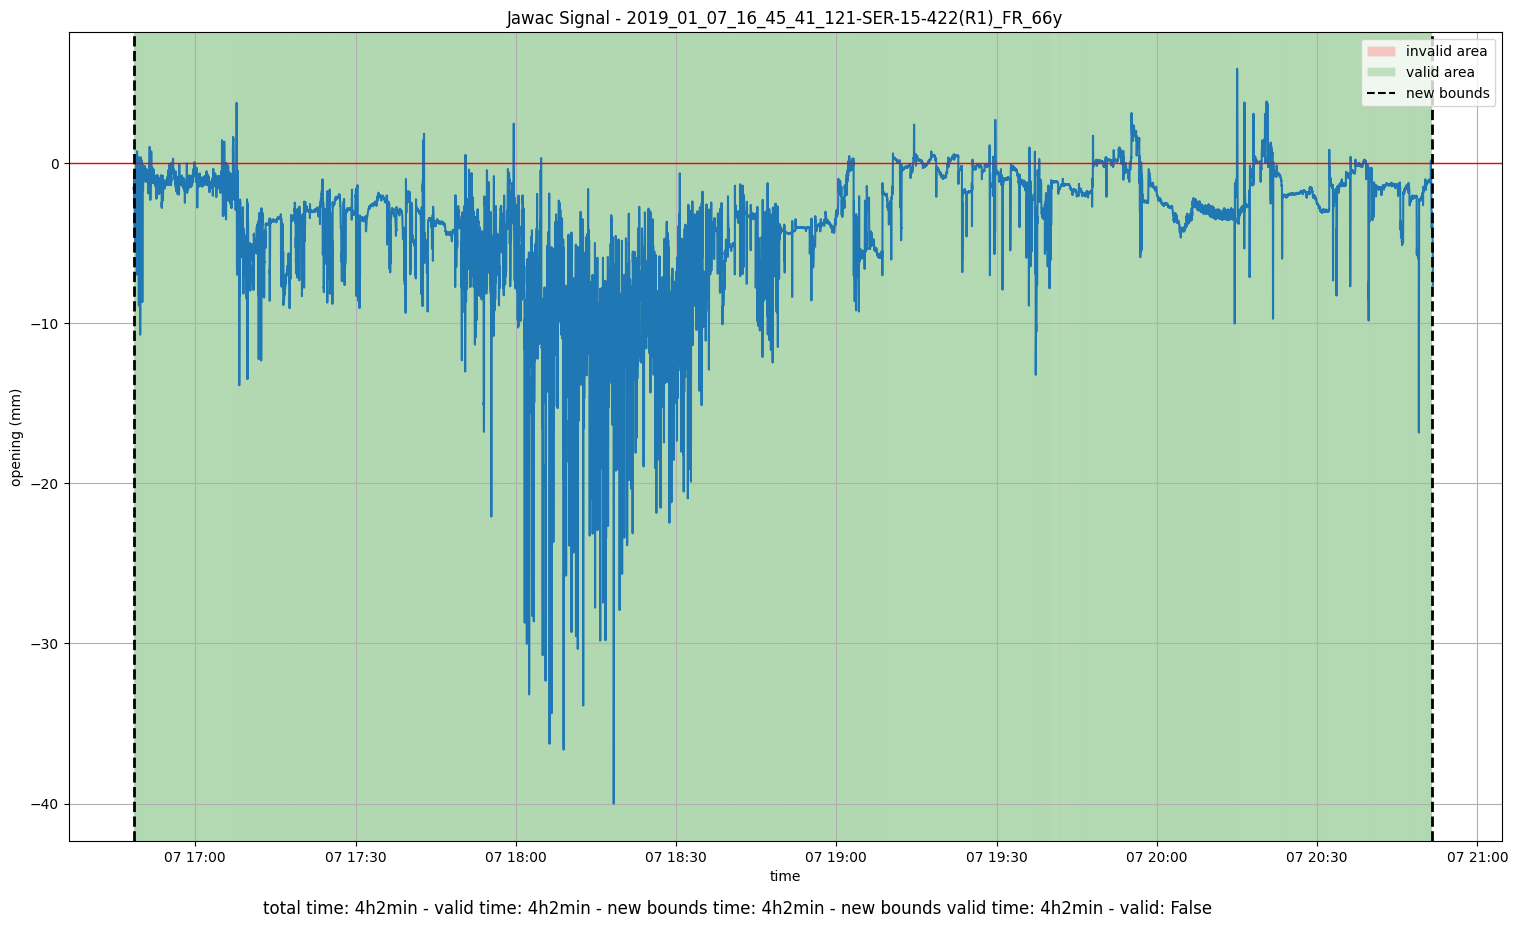 Jawac Signal - 2019_01_07_16_45_41_121-SER-15-422(R1)_FR_66y
invalid area
valid area
new bounds
opening (mm)
0
−10
−20
−30
−40
07 17:00
07 17:30
07 18:00
07 18:30
07 19:00
07 19:30
07 20:00
07 20:30
07 21:00
time
total time: 4h2min - valid time: 4h2min - new bounds time: 4h2min - new bounds valid time: 4h2min - valid: False